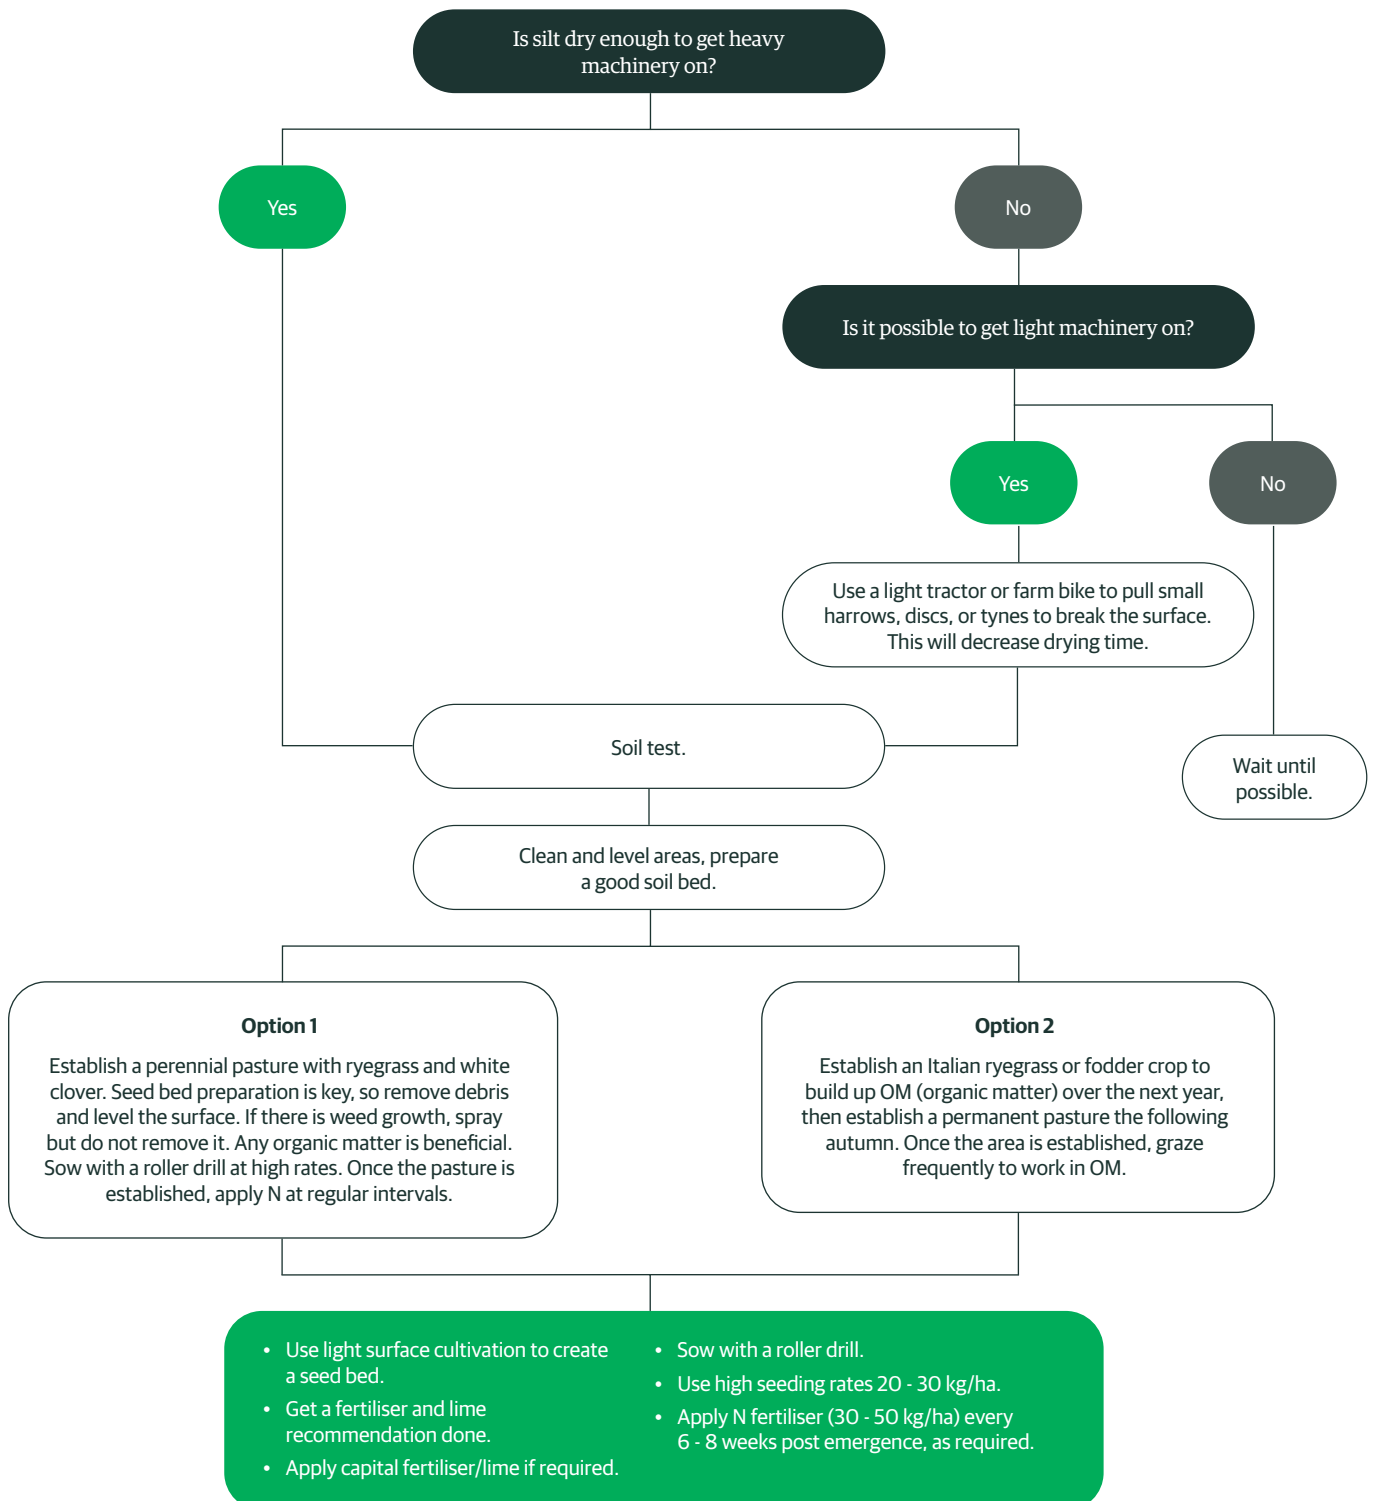 Is silt dry enough to get heavy
machinery on?
Yes
No
Is it possible to get light machinery on?
Yes
No
Use a light tractor or farm bike to pull small
harrows, discs, or tynes to break the surface.
This will decrease drying time.
Soil test.
Wait until
possible.
Clean and level areas, prepare
a good soil bed.
Option 1
Establish a perennial pasture with ryegrass and white
clover. Seed bed preparation is key, so remove debris
and level the surface. If there is weed growth, spray
but do not remove it. Any organic matter is beneficial.
Sow with a roller drill at high rates. Once the pasture is
established, apply N at regular intervals.
Option 2
Establish an Italian ryegrass or fodder crop to
build up OM (organic matter) over the next year,
then establish a permanent pasture the following
autumn. Once the area is established, graze
frequently to work in OM.
• Use light surface cultivation to create
a seed bed.
• Get a fertiliser and lime
recommendation done.
• Apply capital fertiliser/lime if required.
• Sow with a roller drill.
• Use high seeding rates 20 - 30 kg/ha.
• Apply N fertiliser (30 - 50 kg/ha) every
6 - 8 weeks post emergence, as required.